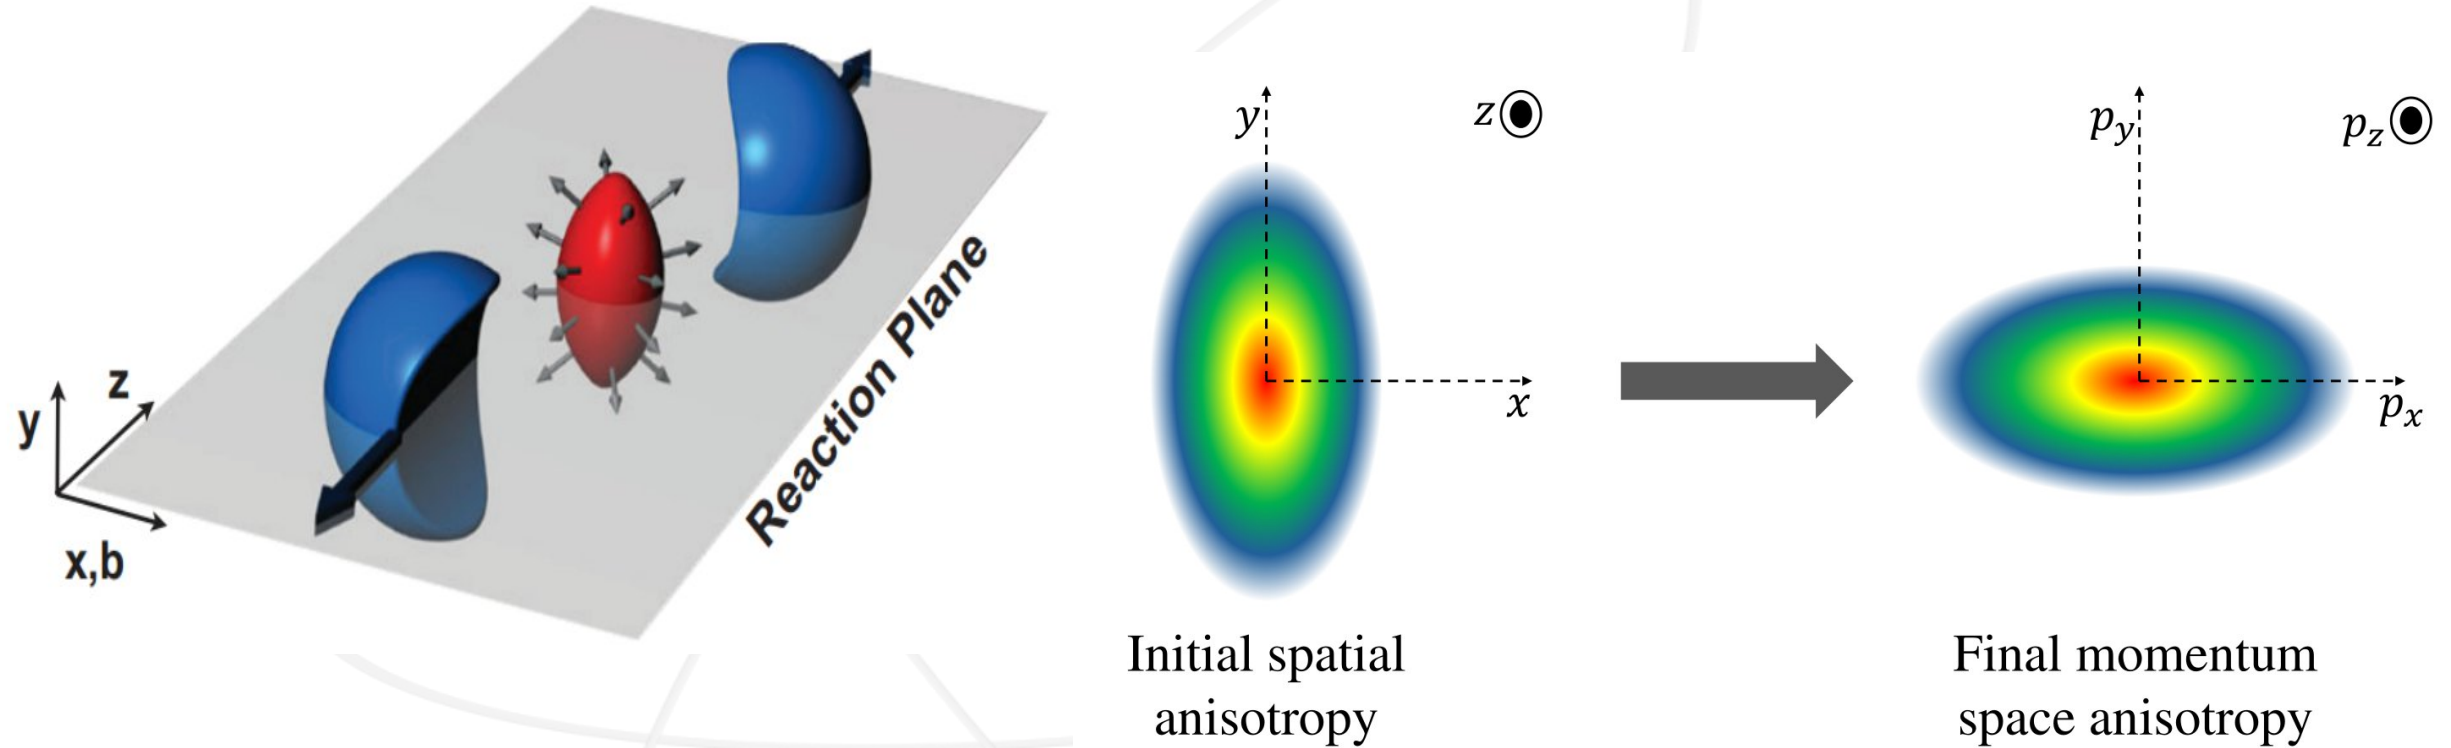 y
z
x,b
Reaction Plane
y
z
x
Initial spatial
anisotropy
p_y
p_z
p_x
Final momentum
space anisotropy